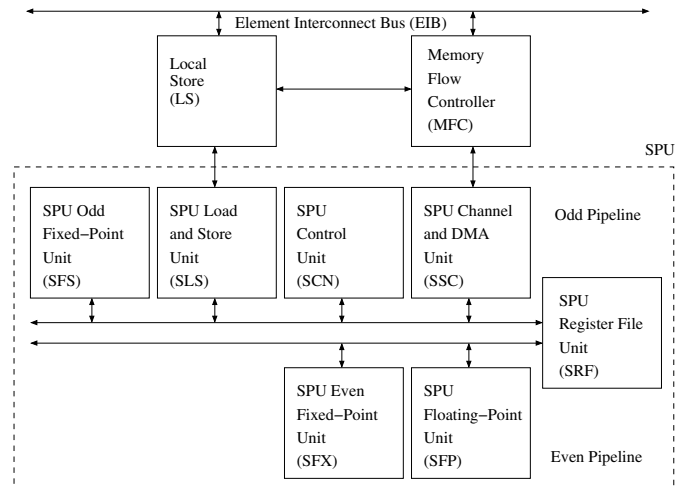 Element Interconnect Bus (EIB)
Local
Store
(LS)
Memory
Flow
Controller
(MFC)
SPU
SPU Odd
Fixed−Point
Unit
(SFS)
SPU Load
and Store
Unit
(SLS)
SPU
Control
Unit
(SCN)
SPU Channel
and DMA
Unit
(SSC)
Odd Pipeline
SPU
Register File
Unit
(SRF)
SPU Even
Fixed−Point
Unit
(SFX)
SPU
Floating−Point
Unit
(SFP)
Even Pipeline